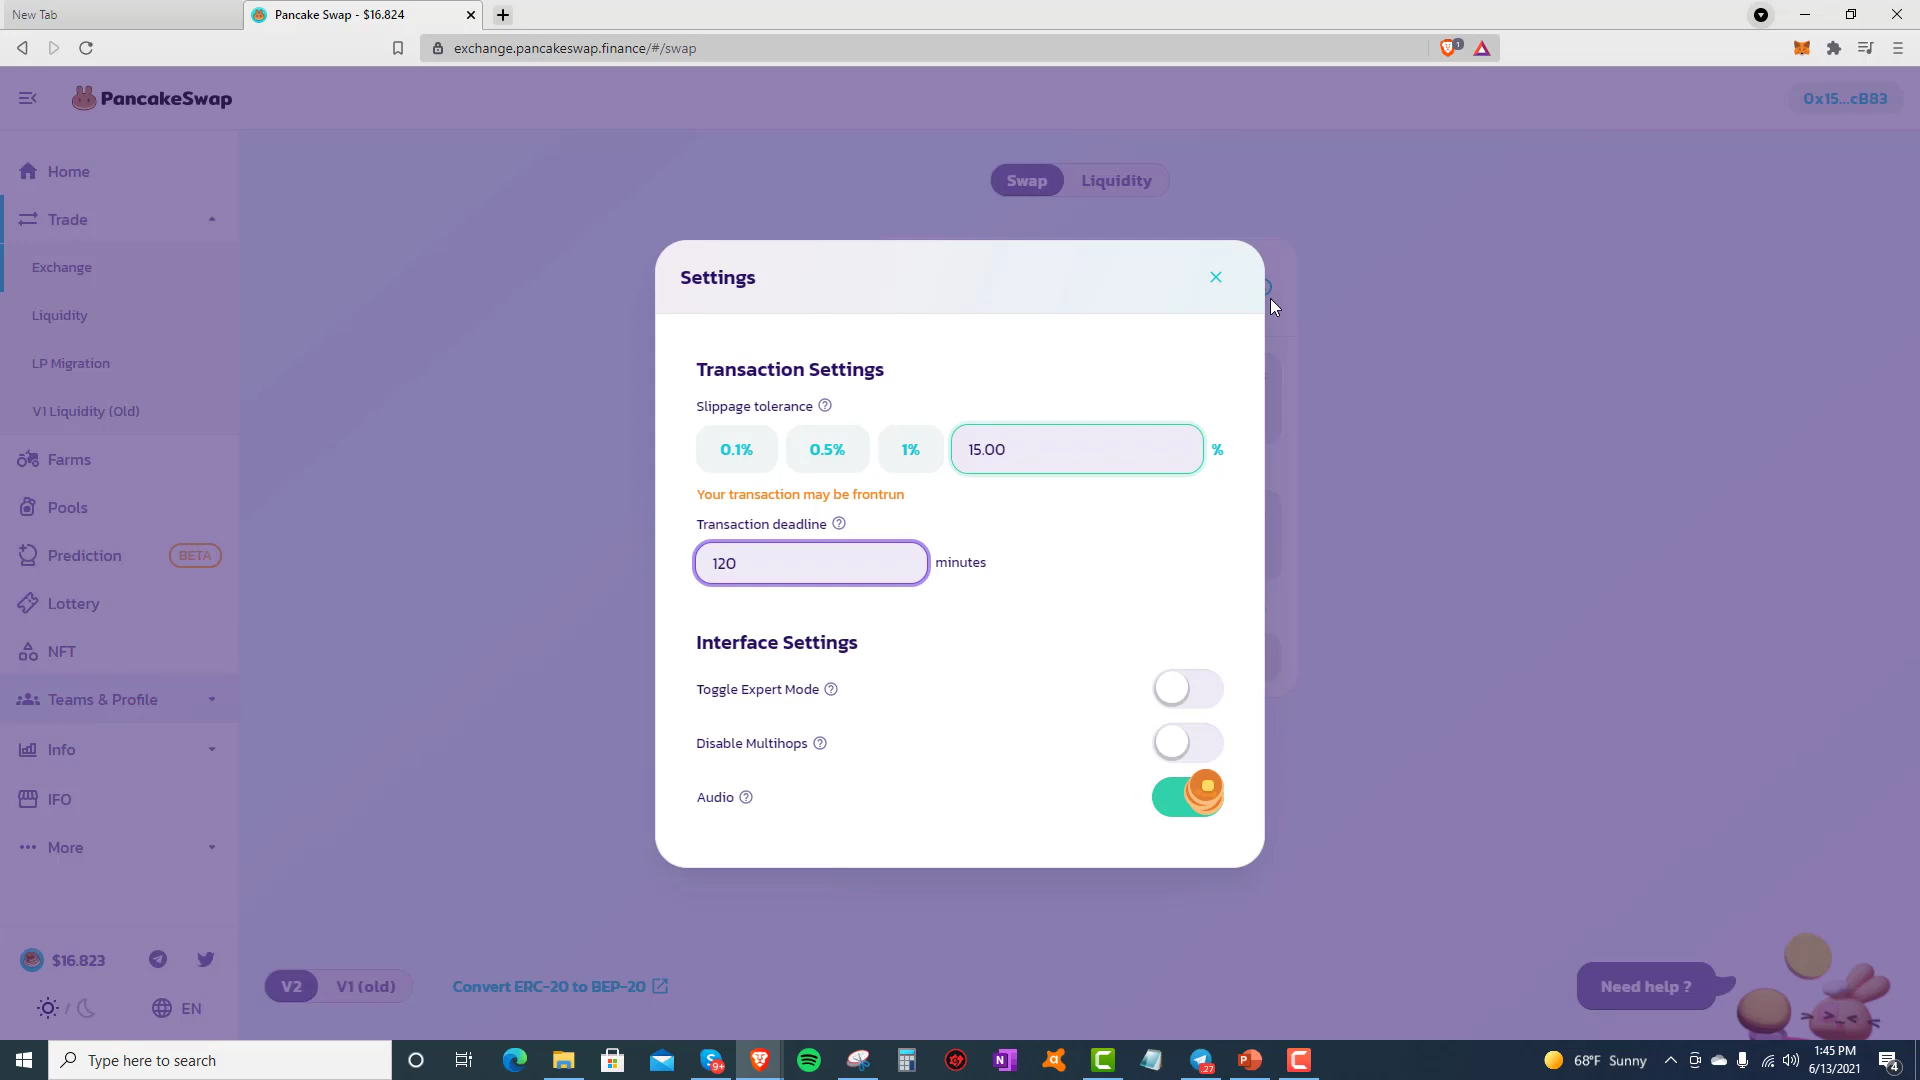 New Tab
Pancake Swap - $16.824
exchange.pancakeswap.finance/#/swap
1
PancakeSwap
0x15...cB83
Home
Trade
Exchange
Liquidity
LP Migration
V1 Liquidity (Old)
Farms
Pools
Prediction BETA
Lottery
NFT
Teams & Profile
Info
IFO
More
$16.823
EN
Swap Liquidity
Settings
Transaction Settings
Slippage tolerance
0.1% 0.5% 1% 15.00 %
Your transaction may be frontrun
Transaction deadline
120 minutes
Interface Settings
Toggle Expert Mode
Disable Multihops
Audio
V2 V1 (old) Convert ERC-20 to BEP-20
Need help ?
Type here to search
9+
27
68°F Sunny
1:45 PM
6/13/2021
4